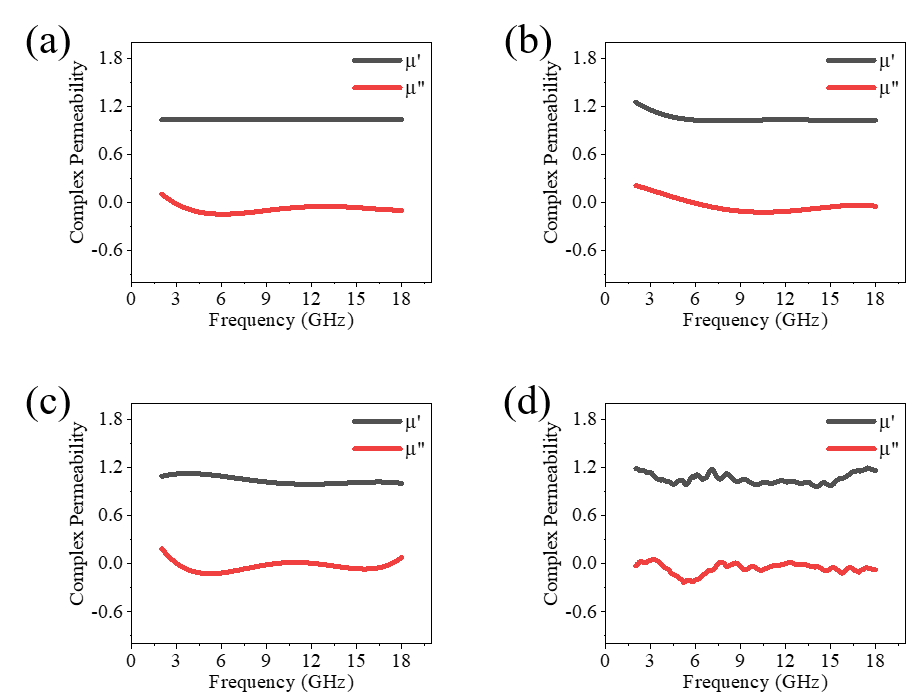 (a)
Complex Permeability
1.8
1.2
0.6
0.0
-0.6
μ'
μ"
0 3 6 9 12 15 18
Frequency (GHz)
(b)
Complex Permeability
1.8
1.2
0.6
0.0
-0.6
μ'
μ"
0 3 6 9 12 15 18
Frequency (GHz)
(c)
Complex Permeability
1.8
1.2
0.6
0.0
-0.6
μ'
μ"
0 3 6 9 12 15 18
Frequency (GHz)
(d)
Complex Permeability
1.8
1.2
0.6
0.0
-0.6
μ'
μ"
0 3 6 9 12 15 18
Frequency (GHz)